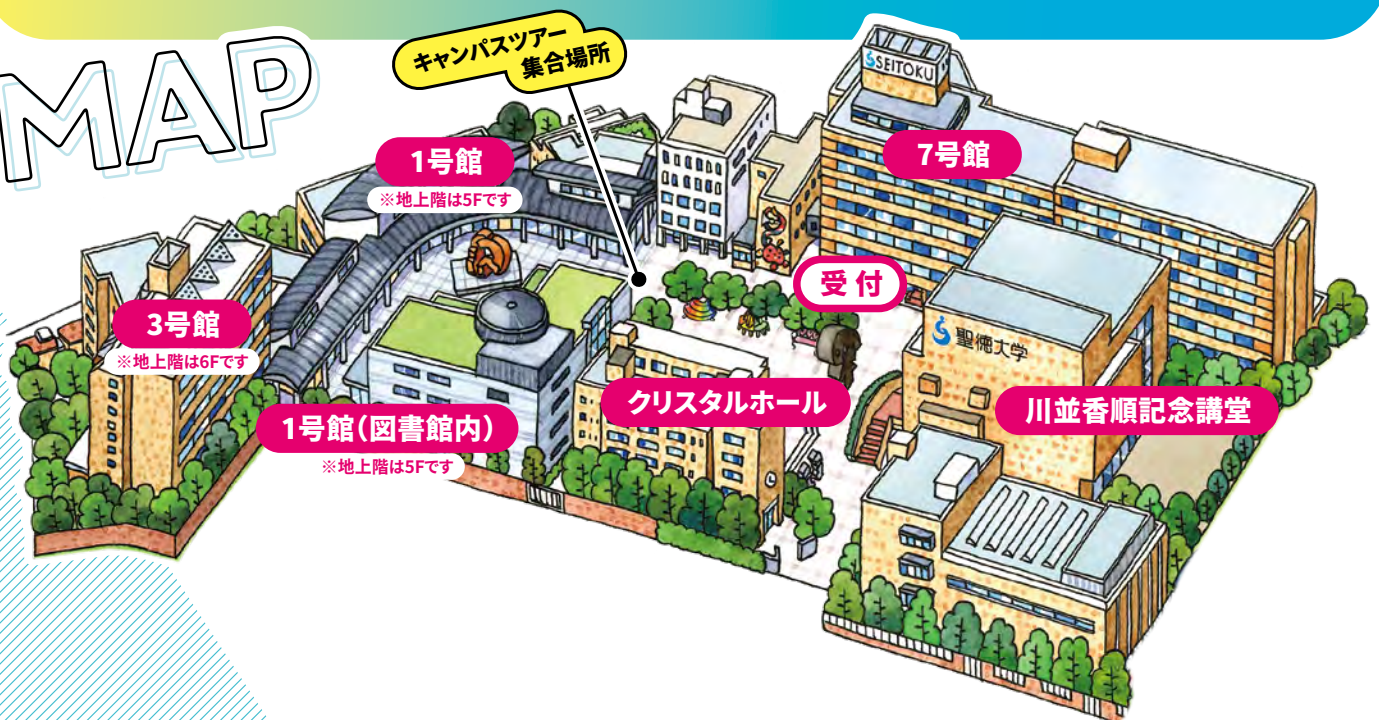 MAP
キャンパスツアー
集合場所
SEITOKU
1号館
※地上階は5Fです
7号館
受付
3号館
※地上階は6Fです
聖徳大学
クリスタルホール
川並香順記念講堂
1号館(図書館内)
※地上階は5Fです